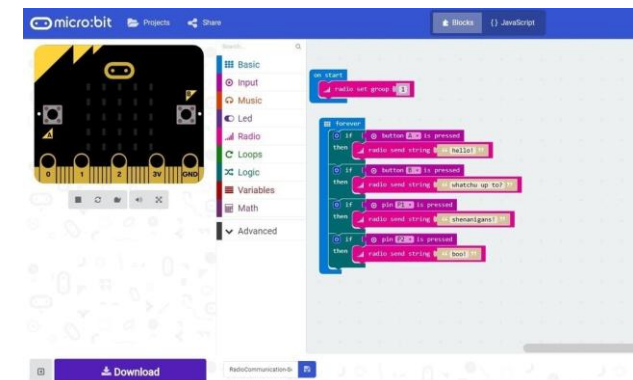 micro:bit Projects Share Blocks {} JavaScript
Search...
Basic
Input
Music
Led
Radio
Loops
Logic
Variables
Math
Advanced
A
B
0 1 2 3V GND
on start
radio set group 1
forever
if button A is pressed
then radio send string " hello! "
if button B is pressed
then radio send string " whatchu up to? "
if pin P1 is pressed
then radio send string " shenanigans! "
if pin P2 is pressed
then radio send string " boo! "
Download
RadioCommunication-Se